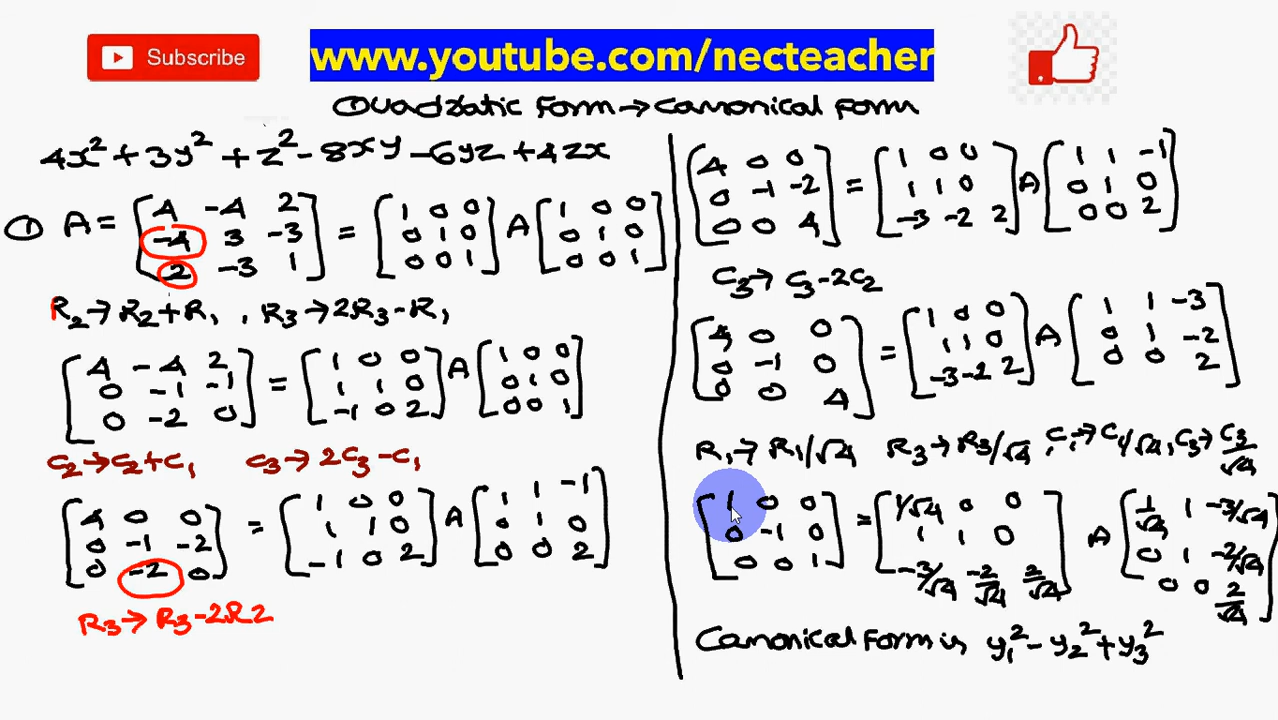 Subscribe
www.youtube.com/necteacher
Quadratic Form → Canonical form
4x² + 3y² + z² - 8xy - 6yz + 4zx
① A = [4 -4 2; -4 3 -3; 2 -3 1] = [1 0 0; 0 1 0; 0 0 1] A [1 0 0; 0 1 0; 0 0 1]
R2 → R2 + R1 , R3 → 2R3 - R1
[4 -4 2; 0 -1 -1; 0 -2 0] = [1 0 0; 1 1 0; -1 0 2] A [1 0 0; 0 1 0; 0 0 1]
C2 → C2 + C1 C3 → 2C3 - C1
[4 0 0; 0 -1 -2; 0 -2 0] = [1 0 0; 1 1 0; -1 0 2] A [1 1 -1; 0 1 0; 0 0 2]
R3 → R3 - 2R2
[4 0 0; 0 -1 -2; 0 0 4] = [1 0 0; 1 1 0; -3 -2 2] A [1 1 -1; 0 1 0; 0 0 2]
C3 → C3 - 2C2
[4 0 0; 0 -1 0; 0 0 4] = [1 0 0; 1 1 0; -3 -2 2] A [1 1 -3; 0 1 -2; 0 0 2]
R1 → R1/√4 R3 → R3/√4, C1 → C1/√4, C3 → C3/√4
[1 0 0; 0 -1 0; 0 0 1] = [1/√4 0 0; 1 1 0; -3/√4 -2/√4 2/√4] A [1/√4 1 -3/√4; 0 1 -2/√4; 0 0 2/√4]
Canonical Form is y1² - y2² + y3²